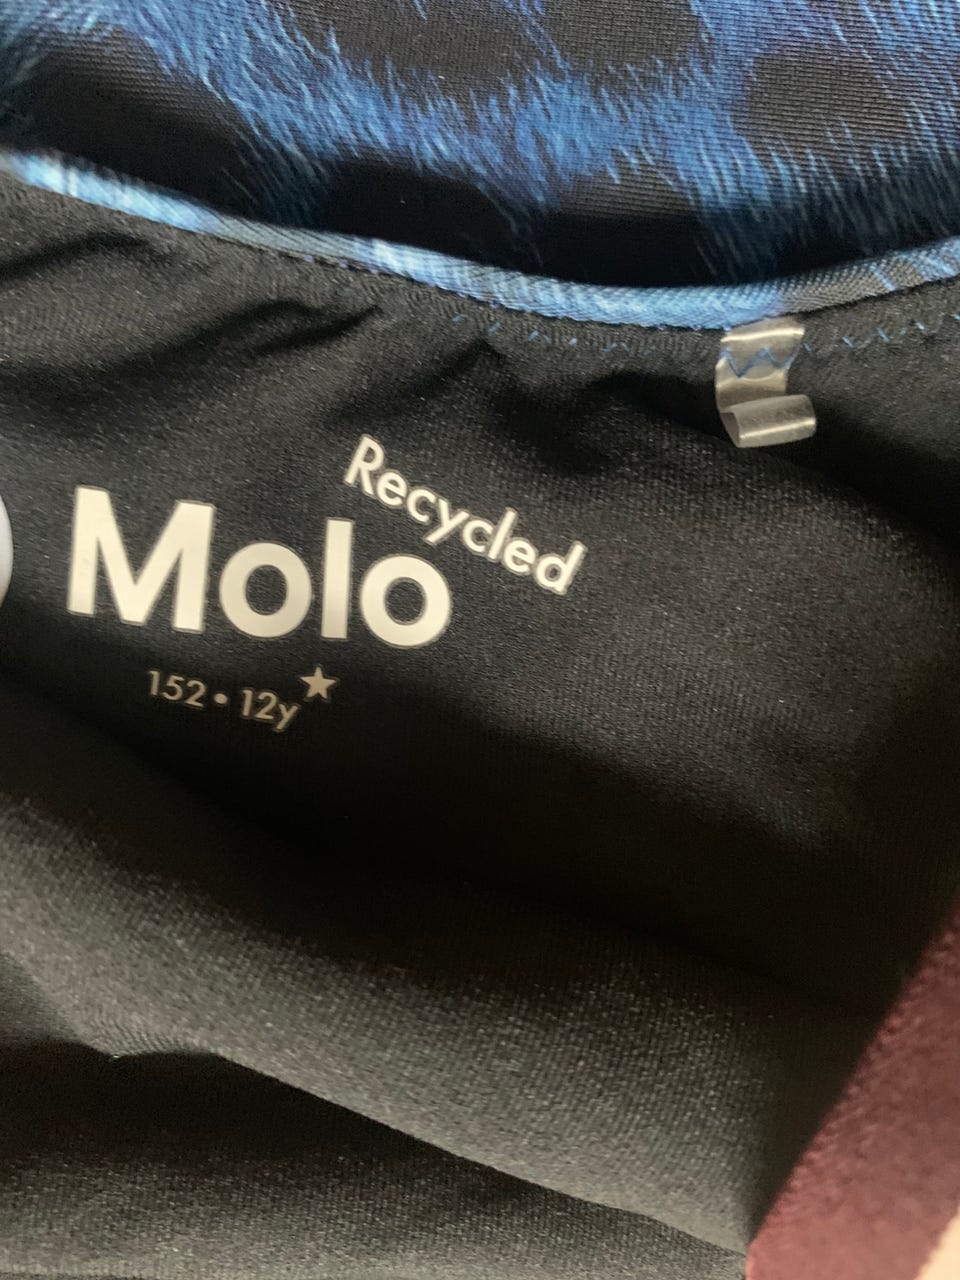 Recycled
Molo
152 • 12y